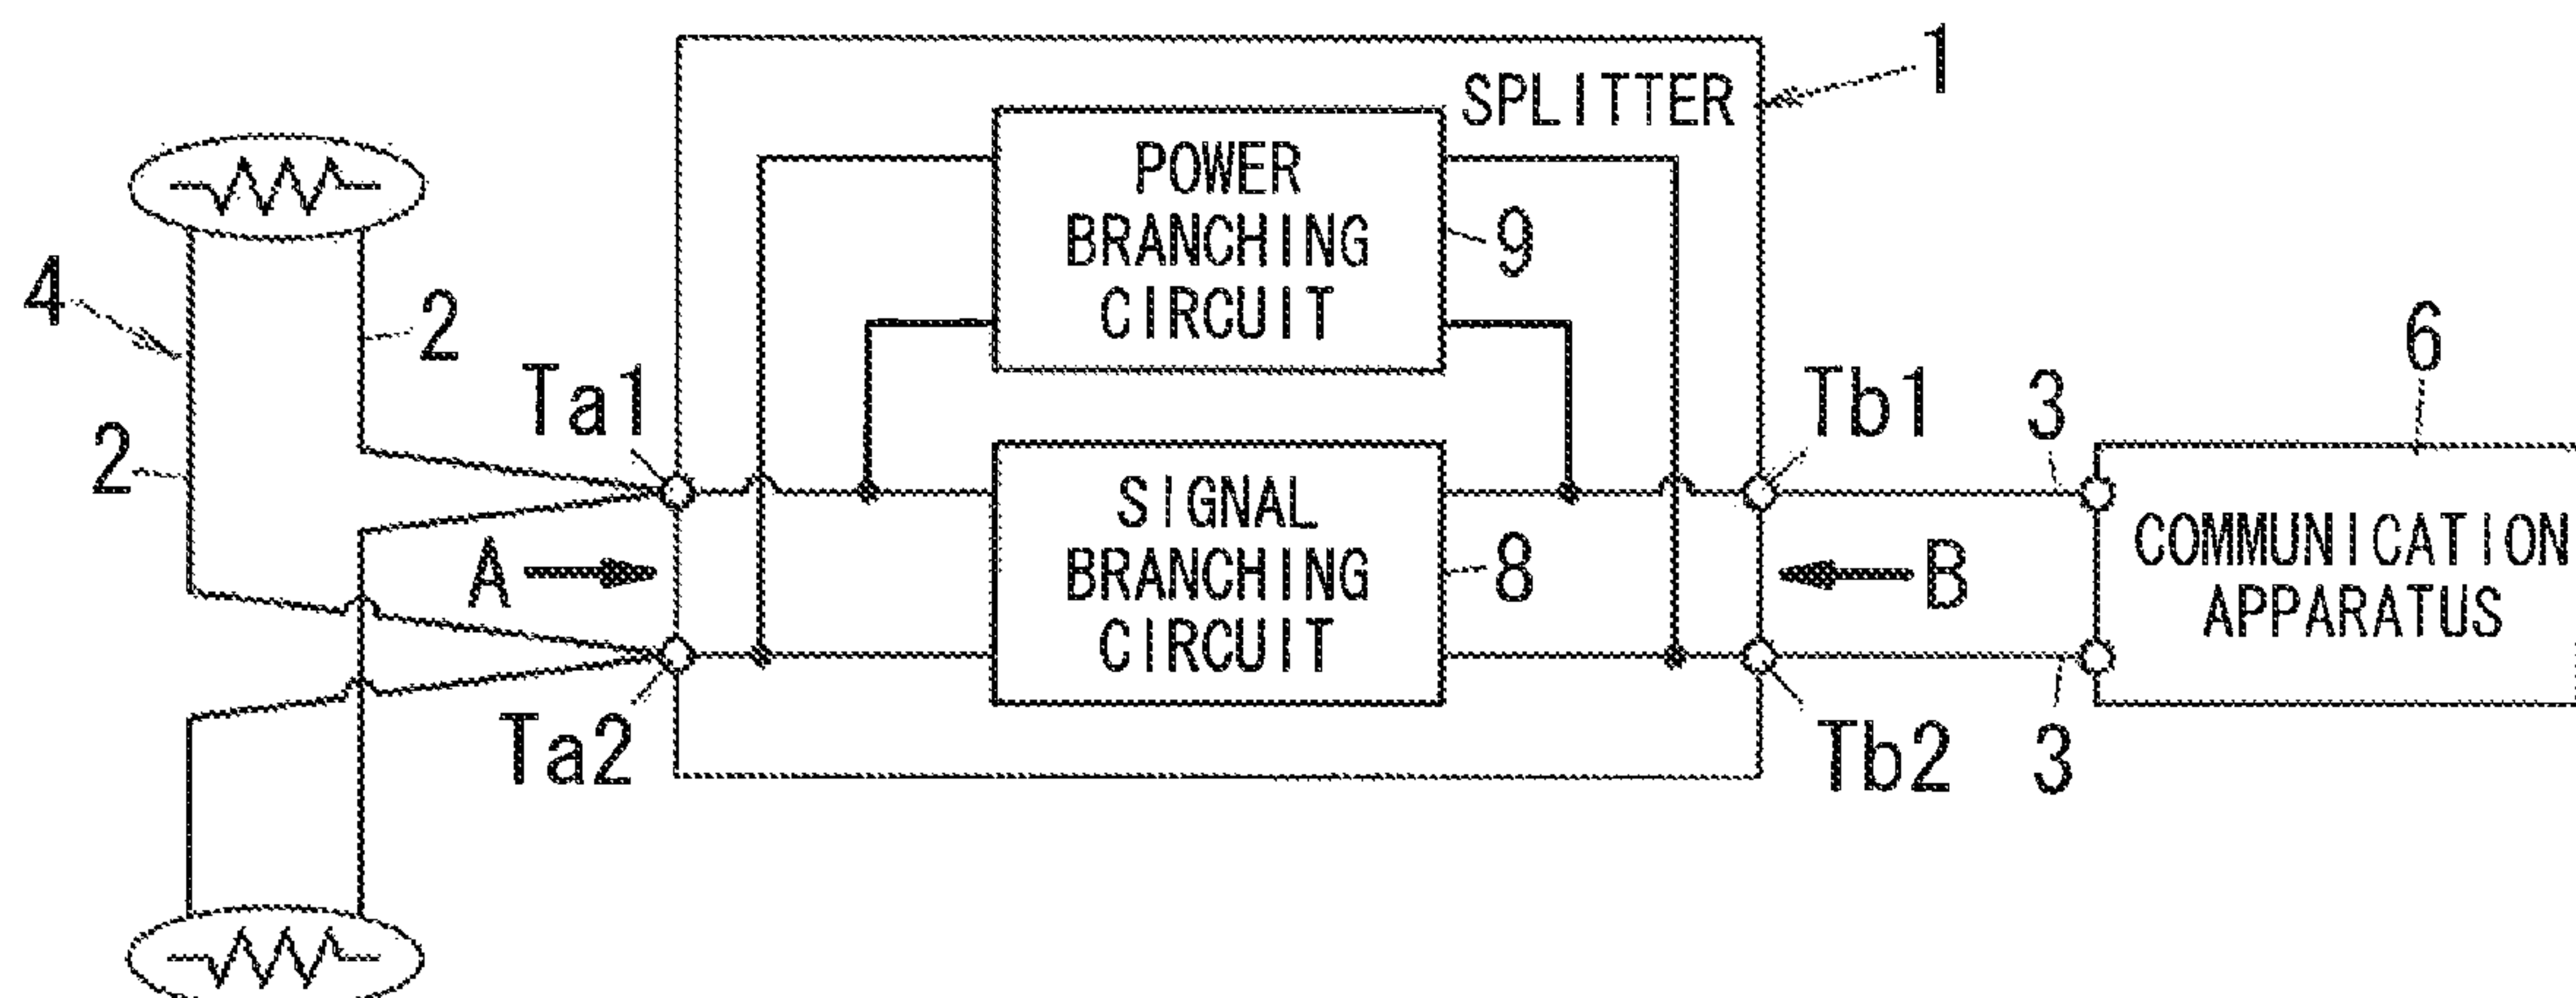 1
SPLITTER
POWER
BRANCHING
CIRCUIT
9
4
2
2
Ta1
Tb1
3
6
SIGNAL
BRANCHING
CIRCUIT
8
A
B
COMMUNICATION
APPARATUS
Ta2
Tb2
3